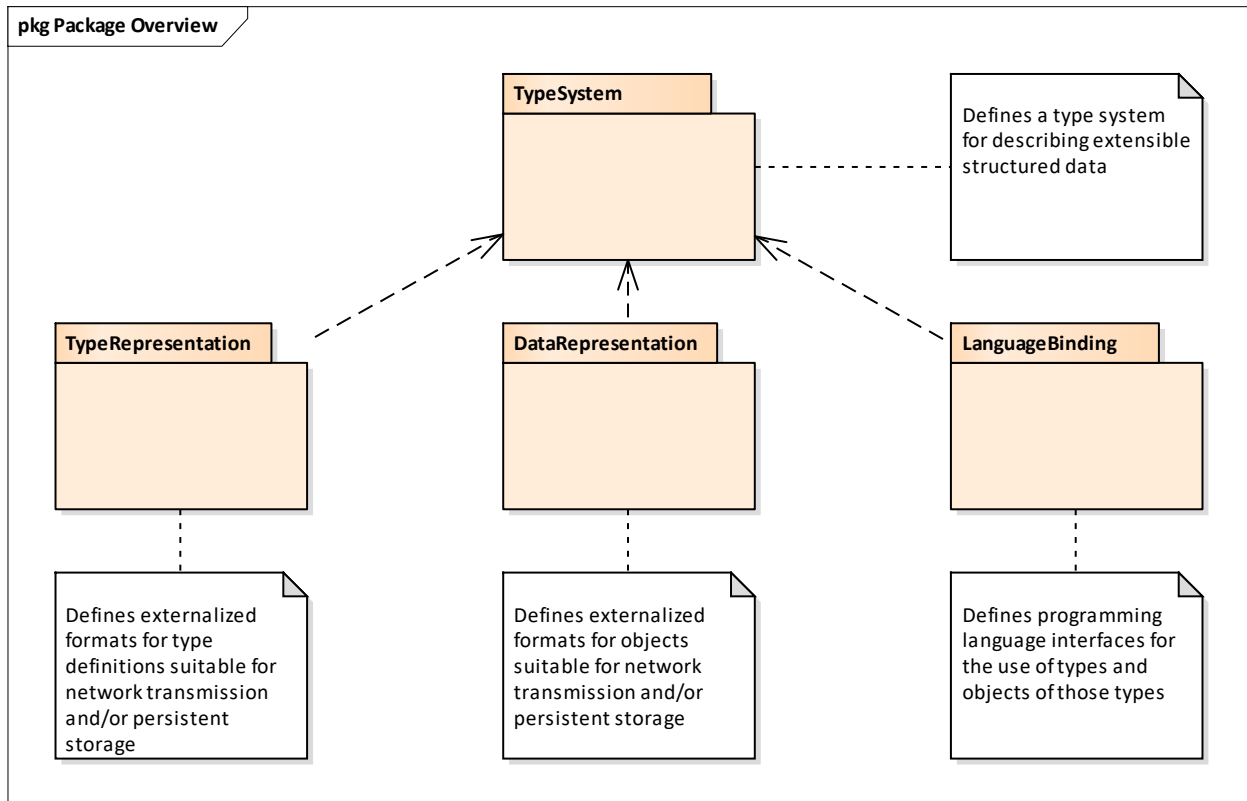 pkg Package Overview
TypeSystem
Defines a type system
for describing extensible
structured data
TypeRepresentation
DataRepresentation
LanguageBinding
Defines externalized
formats for type
definitions suitable for
network transmission
and/or persistent
storage
Defines externalized
formats for objects
suitable for network
transmission and/or
persistent storage
Defines programming
language interfaces for
the use of types and
objects of those types